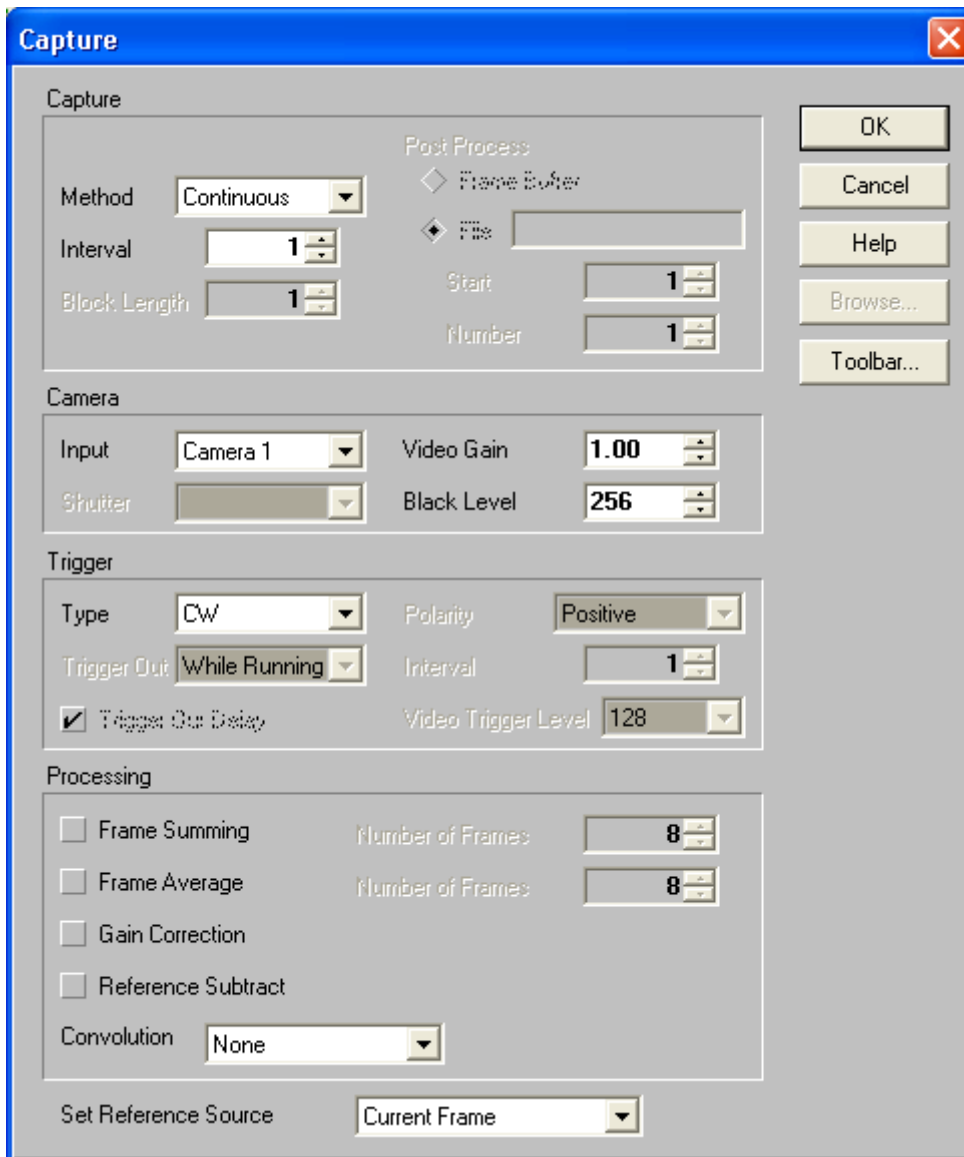 Capture
Capture
OK
Post Process
Frame Buffer
Cancel
Method Continuous
File
Interval 1
Help
Start 1
Block Length 1
Browse...
Number 1
Toolbar...
Camera
Input Camera 1 Video Gain 1.00
Shutter Black Level 256
Trigger
Type CW Polarity Positive
Trigger Out While Running Interval 1
Trigger Out Delay Video Trigger Level 128
Processing
Frame Summing Number of Frames 8
Frame Average Number of Frames 8
Gain Correction
Reference Subtract
Convolution None
Set Reference Source Current Frame